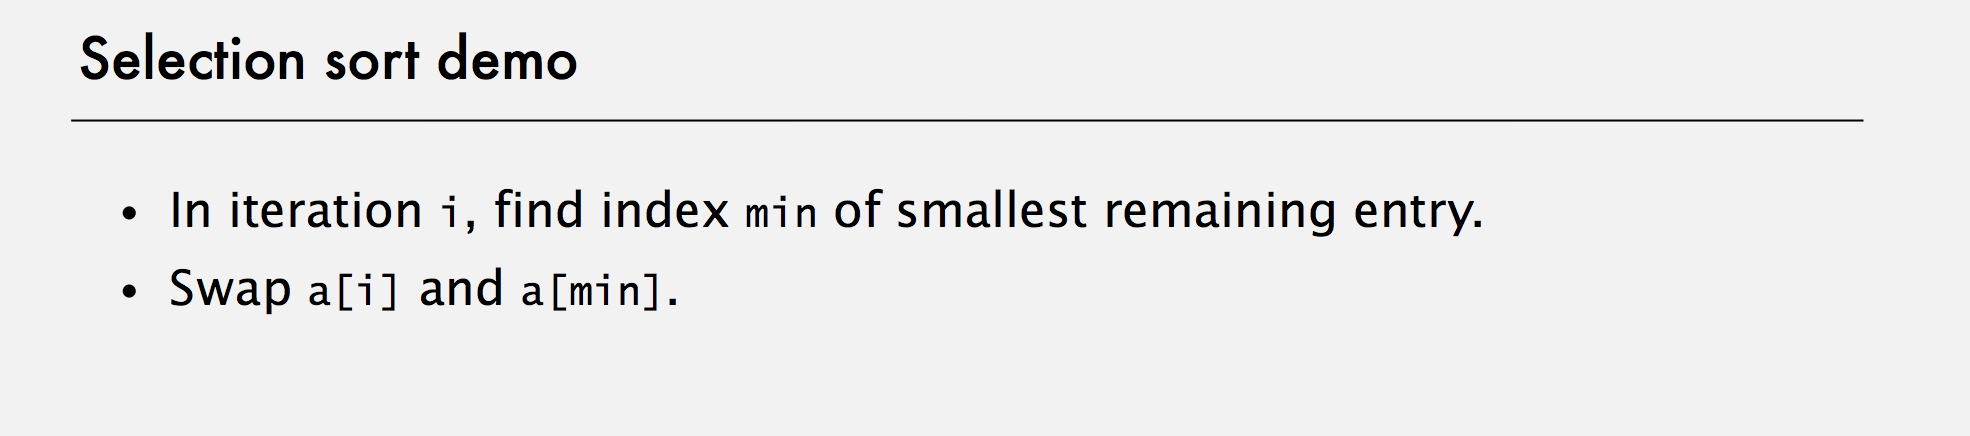 Selection sort demo
• In iteration i, find index min of smallest remaining entry.
• Swap a[i] and a[min].